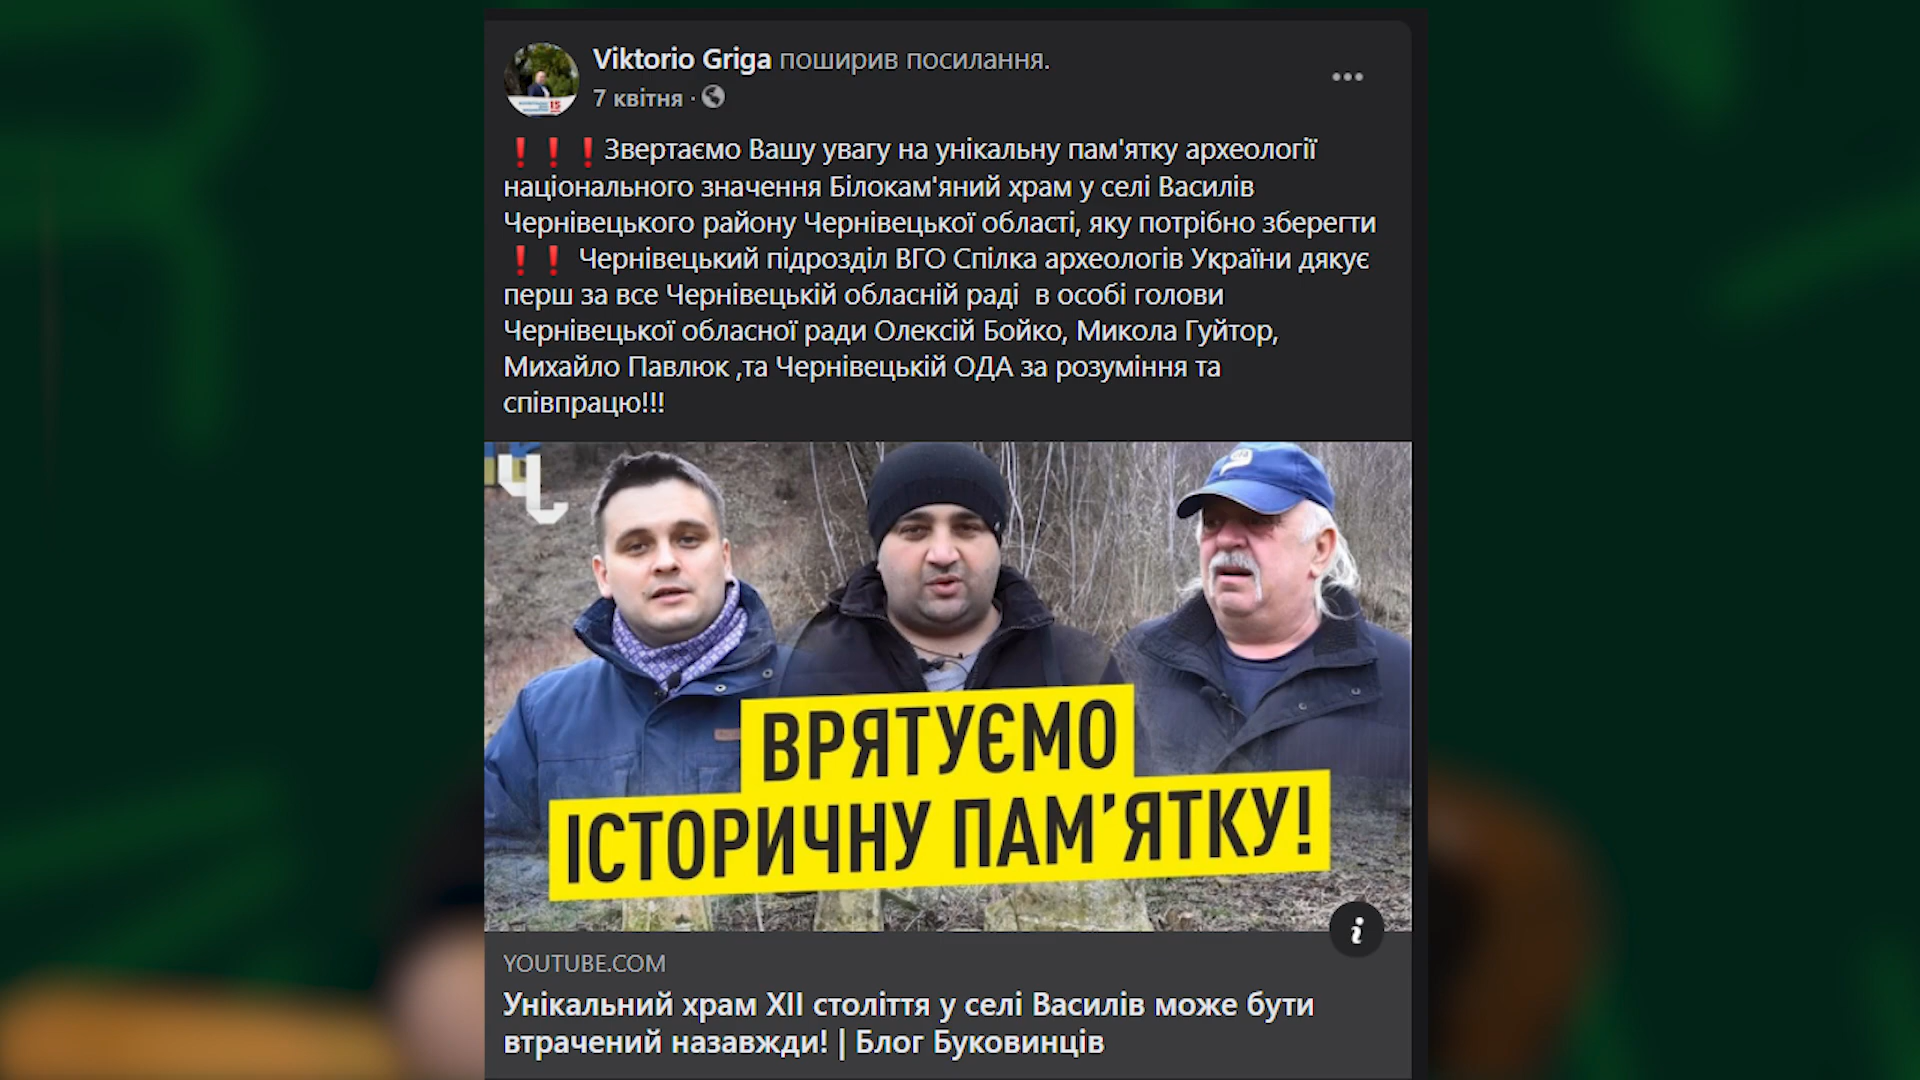 Viktorio Griga поширив посилання.
7 квітня ·
❗❗❗Звертаємо Вашу увагу на унікальну пам'ятку археології
національного значення Білокам'яний храм у селі Василів
Чернівецького району Чернівецької області, яку потрібно зберегти
❗❗ Чернівецький підрозділ ВГО Спілка археологів України дякує
перш за все Чернівецькій обласній раді в особі голови
Чернівецької обласної ради Олексій Бойко, Микола Гуйтор,
Михайло Павлюк ,та Чернівецькій ОДА за розуміння та
співпрацю!!!
ВРЯТУЄМО
ІСТОРИЧНУ ПАМ'ЯТКУ!
YOUTUBE.COM
Унікальний храм XII століття у селі Василів може бути
втрачений назавжди! | Блог Буковинців